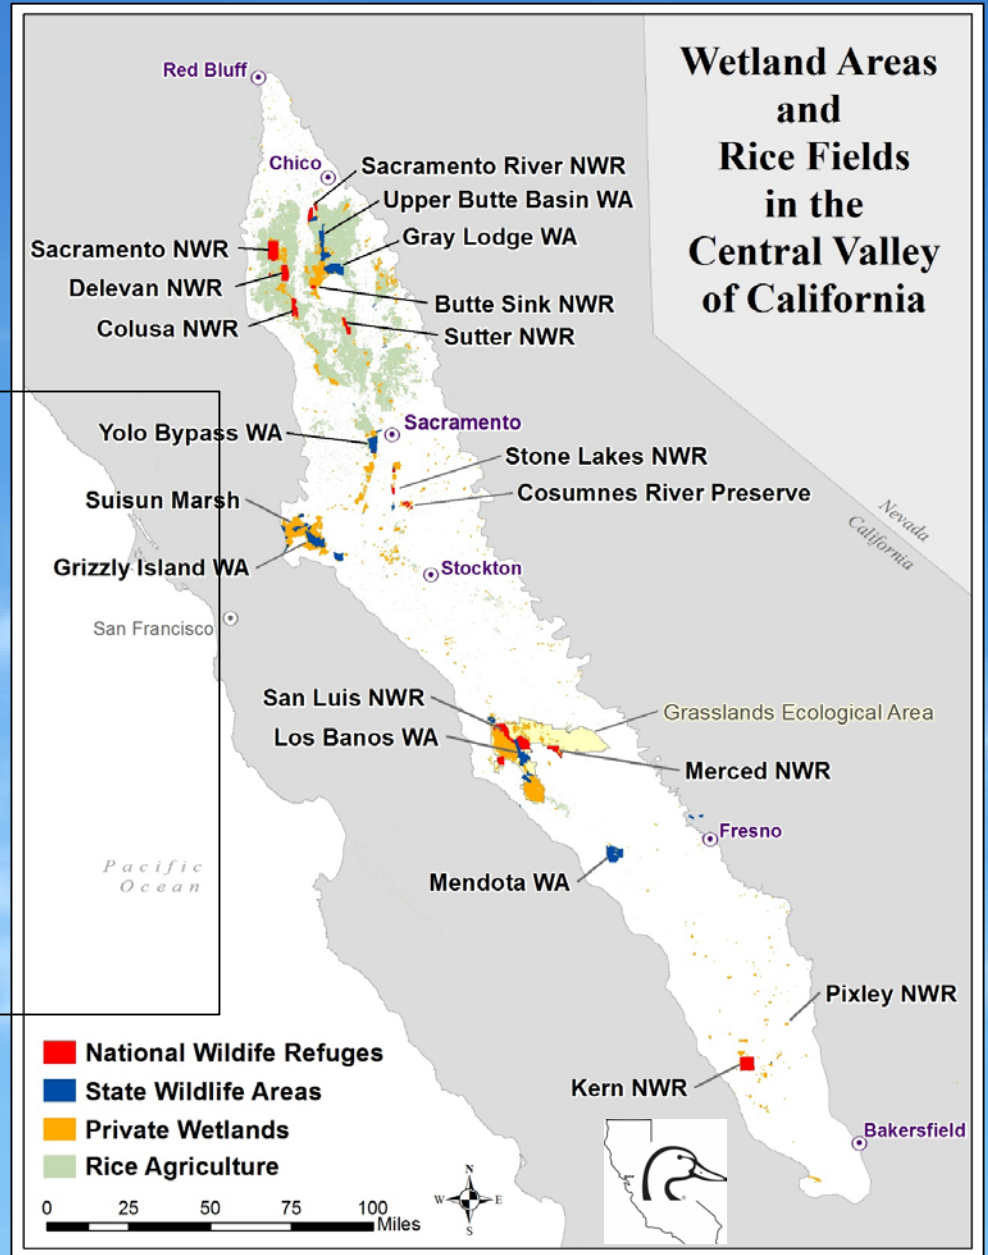 Wetland Areas
and
Rice Fields
in the
Central Valley
of California
Red Bluff
Chico
Sacramento River NWR
Upper Butte Basin WA
Gray Lodge WA
Sacramento NWR
Delevan NWR
Butte Sink NWR
Colusa NWR
Sutter NWR
Sacramento
Yolo Bypass WA
Stone Lakes NWR
Suisun Marsh
Cosumnes River Preserve
Nevada
California
Grizzly Island WA
Stockton
San Francisco
San Luis NWR
Grasslands Ecological Area
Los Banos WA
Merced NWR
Fresno
Pacific
Ocean
Mendota WA
Pixley NWR
National Wildife Refuges
State Wildlife Areas
Kern NWR
Private Wetlands
Bakersfield
Rice Agriculture
N
W E
S
0 25 50 75 100
Miles